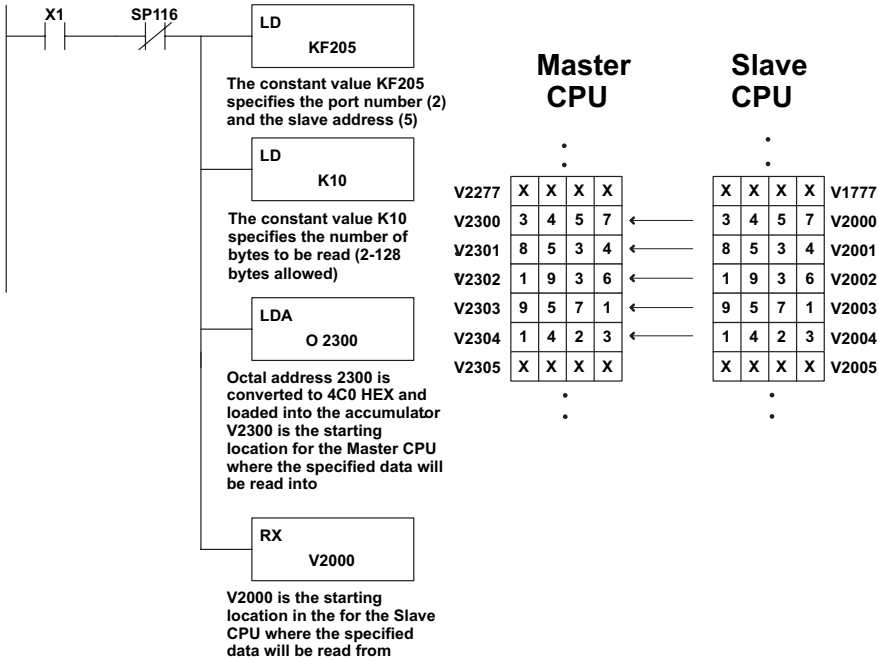 X1
SP116
LD
KF205
The constant value KF205
specifies the port number (2)
and the slave address (5)
LD
K10
The constant value K10
specifies the number of
bytes to be read (2-128
bytes allowed)
LDA
O 2300
Octal address 2300 is
converted to 4C0 HEX and
loaded into the accumulator
V2300 is the starting
location for the Master CPU
where the specified data will
be read into
RX
V2000
V2000 is the starting
location in the for the Slave
CPU where the specified
data will be read from
Master
CPU
Slave
CPU
V2277 X X X X X X X X V1777
V2300 3 4 5 7 3 4 5 7 V2000
V2301 8 5 3 4 8 5 3 4 V2001
V2302 1 9 3 6 1 9 3 6 V2002
V2303 9 5 7 1 9 5 7 1 V2003
V2304 1 4 2 3 1 4 2 3 V2004
V2305 X X X X X X X X V2005